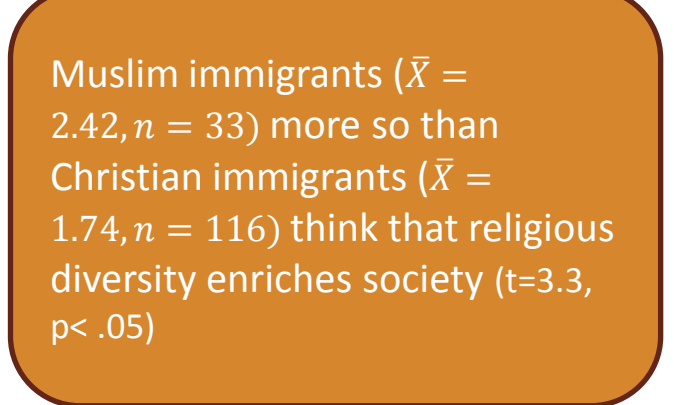 Muslim immigrants (X̄ =
2.42, n = 33) more so than
Christian immigrants (X̄ =
1.74, n = 116) think that religious
diversity enriches society (t=3.3,
p< .05)